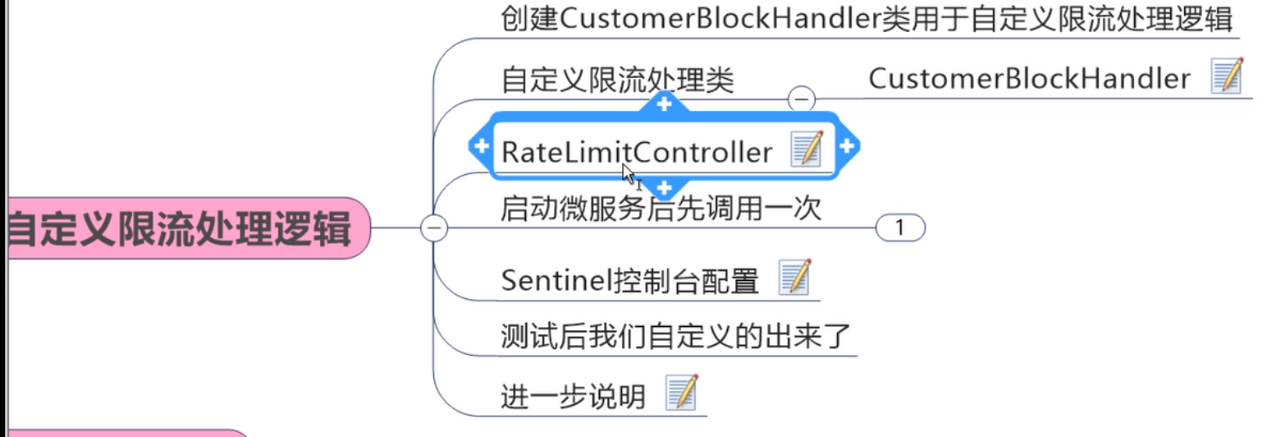 创建CustomerBlockHandler类用于自定义限流处理逻辑
自定义限流处理类
CustomerBlockHandler
RateLimitController
启动微服务后先调用一次
1
自定义限流处理逻辑
Sentinel控制台配置
测试后我们自定义的出来了
进一步说明